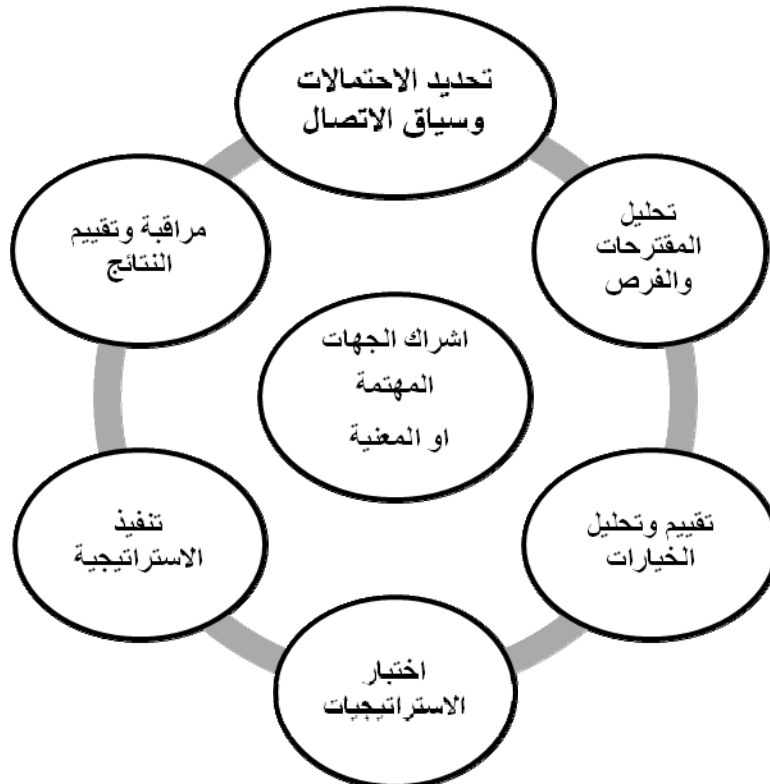 تحديد الاحتمالات
وسياق الاتصال
تحليل
المقترحات
والفرص
تقييم وتحليل
الخيارات
اختبار
الاستراتيجيات
تنفيذ
الاستراتيجية
مراقبة وتقييم
النتائج
اشراك الجهات
المهتمة
او المعنية